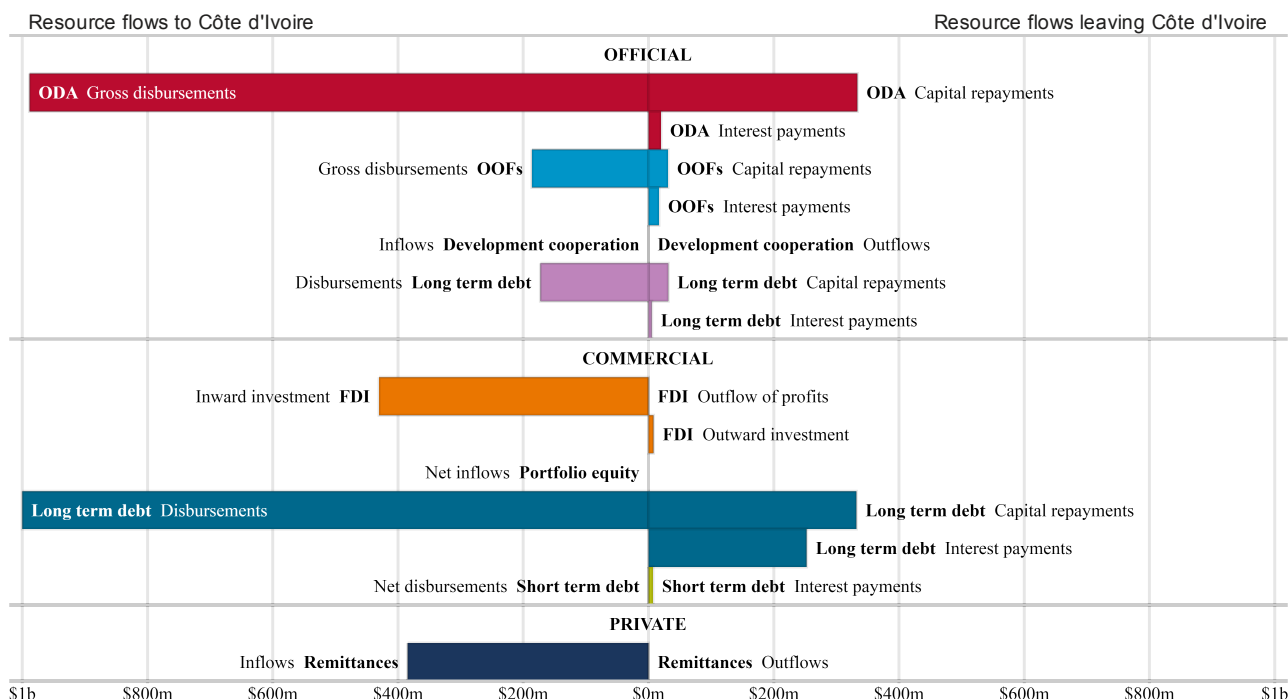 Resource flows to Côte d'Ivoire Resource flows leaving Côte d'Ivoire
OFFICIAL
ODA Gross disbursements ODA Capital repayments
ODA Interest payments
Gross disbursements OOFs OOFs Capital repayments
OOFs Interest payments
Inflows Development cooperation Development cooperation Outflows
Disbursements Long term debt Long term debt Capital repayments
Long term debt Interest payments
COMMERCIAL
Inward investment FDI FDI Outflow of profits
FDI Outward investment
Net inflows Portfolio equity
Long term debt Disbursements Long term debt Capital repayments
Long term debt Interest payments
Net disbursements Short term debt Short term debt Interest payments
PRIVATE
Inflows Remittances Remittances Outflows
$1b $800m $600m $400m $200m $0m $200m $400m $600m $800m $1b